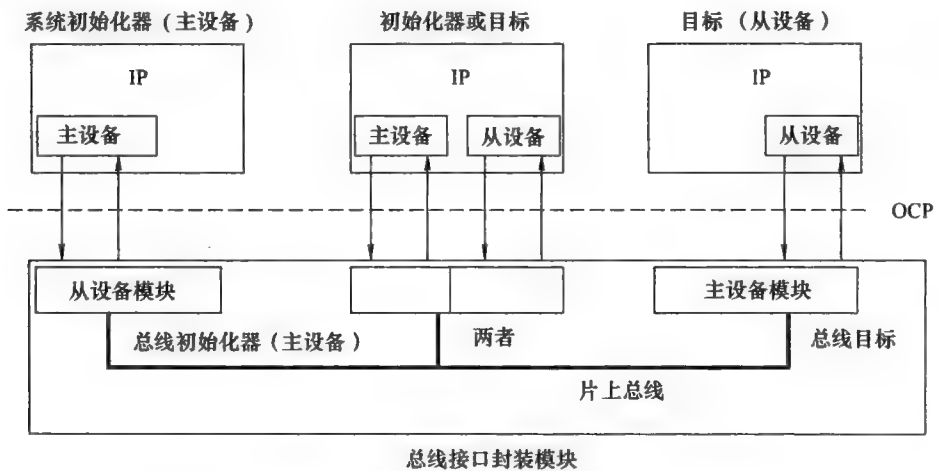 系统初始化器（主设备） 初始化器或目标 目标 （从设备）
IP IP IP
主设备 主设备 从设备 从设备
OCP
从设备模块 主设备模块
总线初始化器（主设备） 两者 总线目标
片上总线
总线接口封装模块